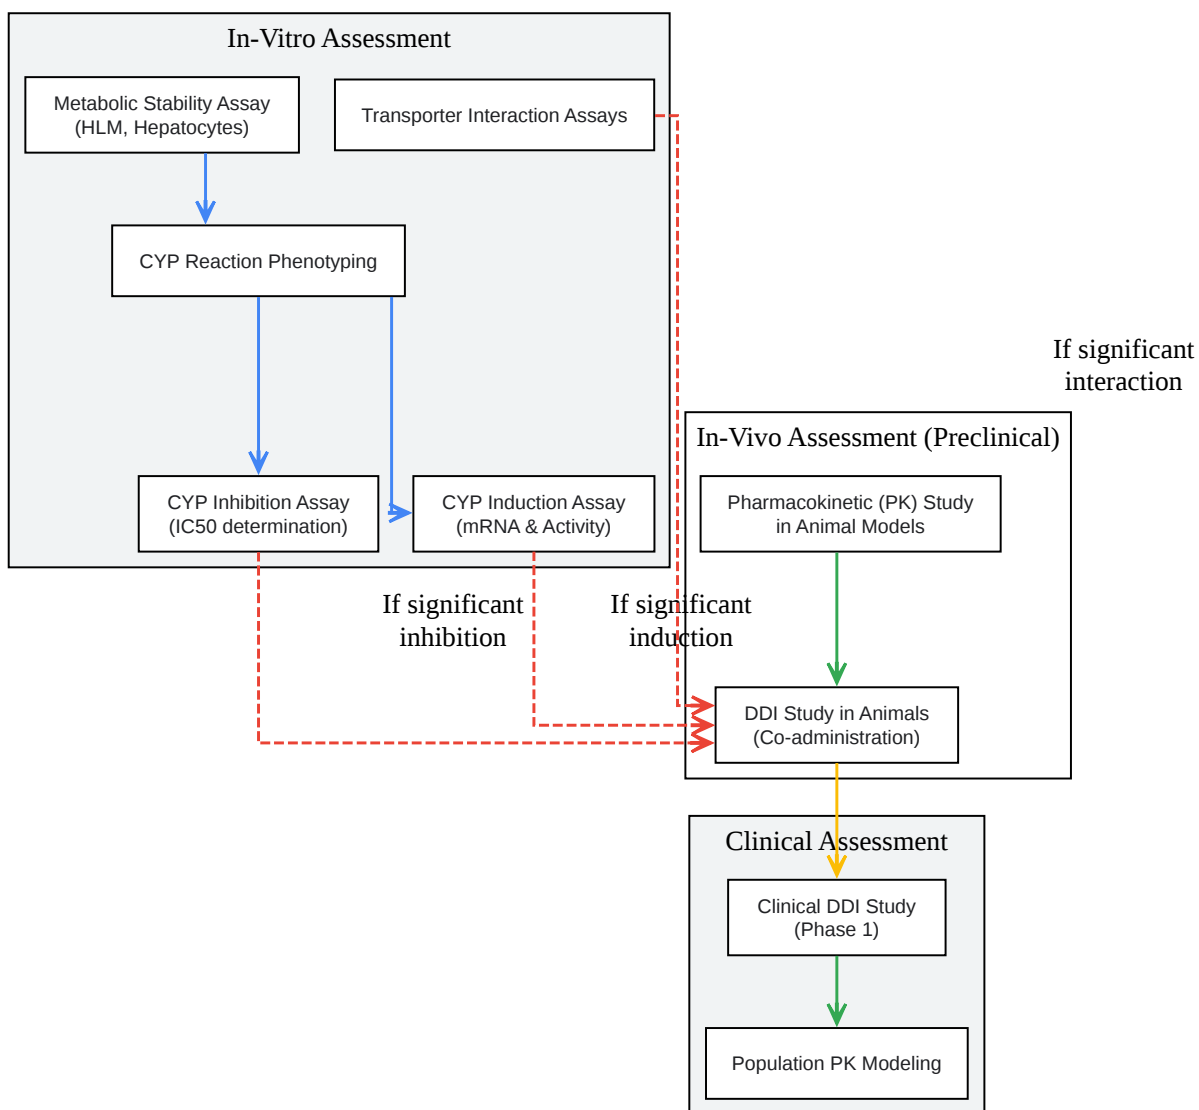 In-Vitro Assessment
Metabolic Stability Assay
(HLM, Hepatocytes)
Transporter Interaction Assays
CYP Reaction Phenotyping
If significant
interaction
In-Vivo Assessment (Preclinical)
CYP Inhibition Assay
(IC50 determination)
CYP Induction Assay
(mRNA & Activity)
Pharmacokinetic (PK) Study
in Animal Models
If significant
inhibition
If significant
induction
DDI Study in Animals
(Co-administration)
Clinical Assessment
Clinical DDI Study
(Phase 1)
Population PK Modeling